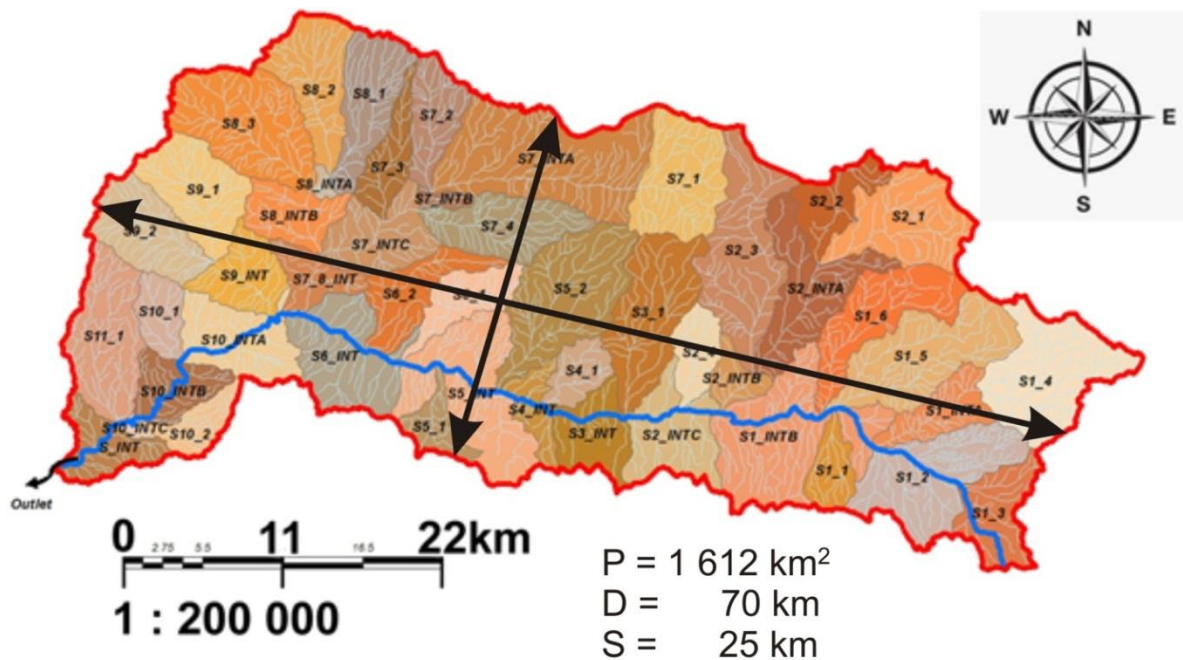 N
W E
S
S8_2
S8_1
S7_2
S8_3
S7_3
S7_INTA
S7_1
S8_INTA
S9_1
S7_INTB
S2_2
S2_1
S8_INTB
S7_4
S9_2
S7_INTC
S2_3
S9_INT
S7_8_INT
S6_2
S5_2
S2_INTA
S10_1
S3_1
S1_6
S11_1
S10_INTA
S6_INT
S1_5
S4_1
S2_INTB
S1_4
S10_INTB
S5_INT
S1_INTA
S4_INT
S10_INTC
S10_2
S5_1
S3_INT
S2_INTC
S1_INTB
S_INT
S1_1
S1_2
S1_3
Outlet
0 11 22km
2.75 5.5 16.5
1 : 200 000
P = 1 612 km²
D = 70 km
S = 25 km